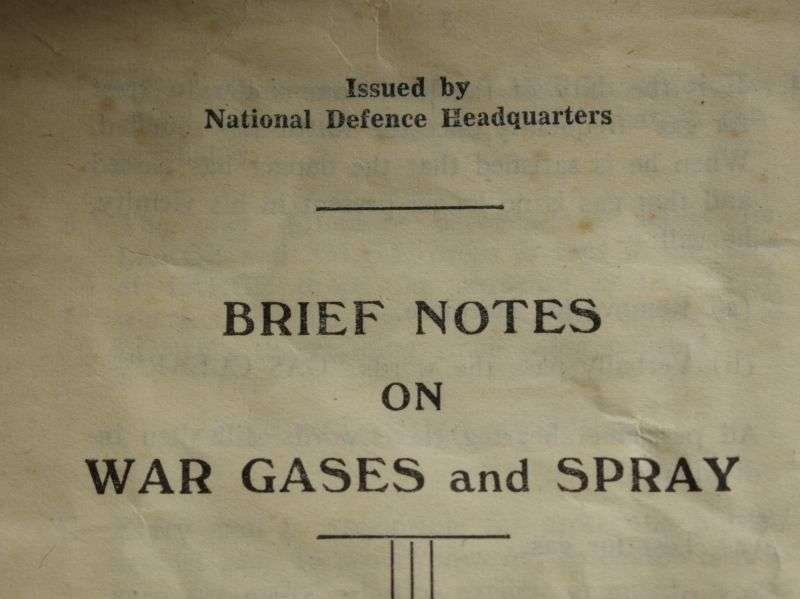 Issued by
National Defence Headquarters
BRIEF NOTES
ON
WAR GASES and SPRAY